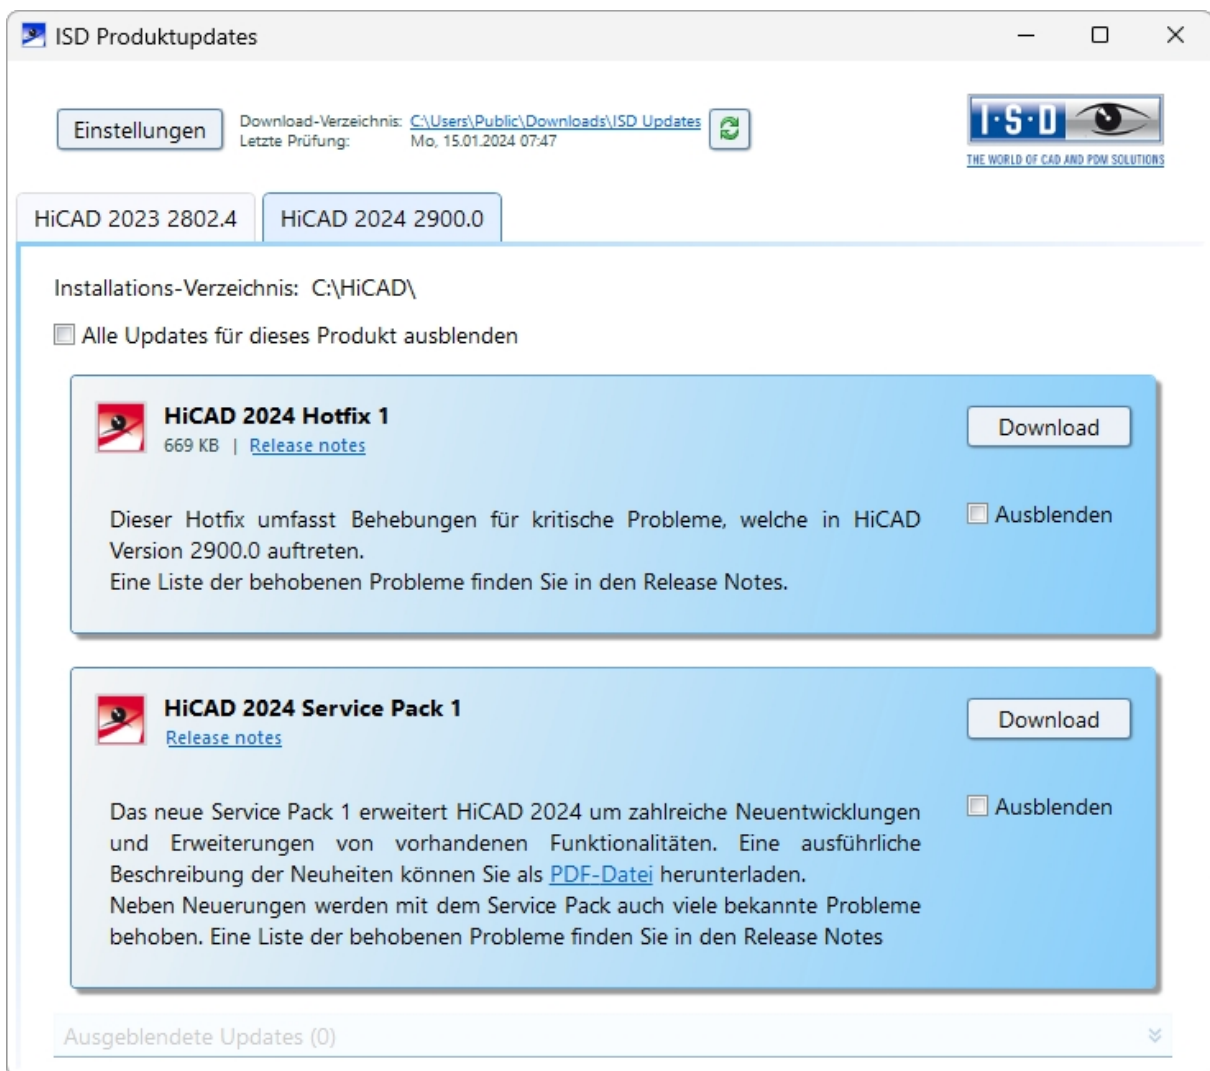 ISD Produktupdates
Einstellungen
Download-Verzeichnis: C:\Users\Public\Downloads\ISD Updates
Letzte Prüfung: Mo, 15.01.2024 07:47
I·S·D
THE WORLD OF CAD AND PDM SOLUTIONS
HiCAD 2023 2802.4
HiCAD 2024 2900.0
Installations-Verzeichnis: C:\HiCAD\
Alle Updates für dieses Produkt ausblenden
HiCAD 2024 Hotfix 1
669 KB | Release notes
Download
Dieser Hotfix umfasst Behebungen für kritische Probleme, welche in HiCAD
Version 2900.0 auftreten.
Eine Liste der behobenen Probleme finden Sie in den Release Notes.
Ausblenden
HiCAD 2024 Service Pack 1
Release notes
Download
Das neue Service Pack 1 erweitert HiCAD 2024 um zahlreiche Neuentwicklungen
und Erweiterungen von vorhandenen Funktionalitäten. Eine ausführliche
Beschreibung der Neuheiten können Sie als PDF-Datei herunterladen.
Neben Neuerungen werden mit dem Service Pack auch viele bekannte Probleme
behoben. Eine Liste der behobenen Probleme finden Sie in den Release Notes
Ausblenden
Ausgeblendete Updates (0)